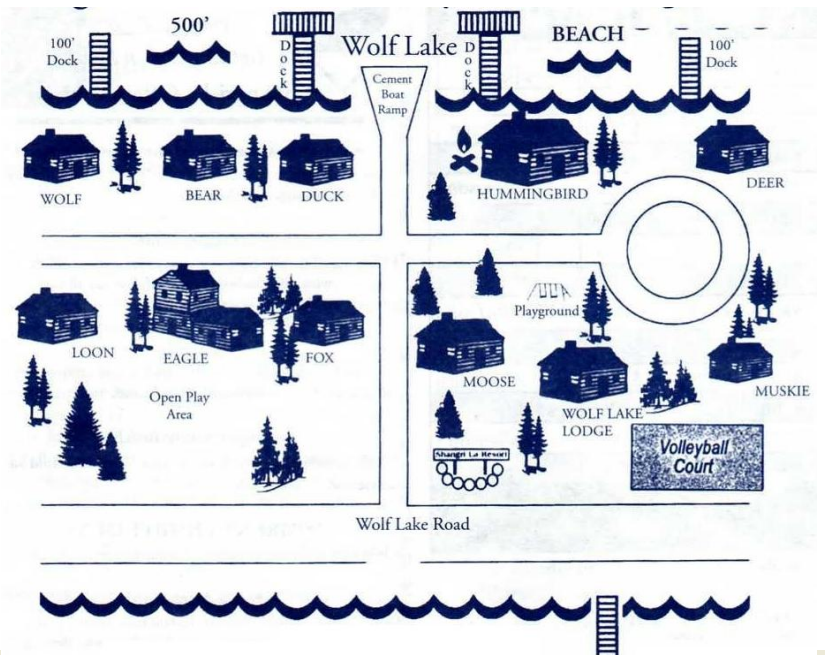 500'
100'
Dock
Dock
Wolf Lake
Cement
Boat
Ramp
Dock
BEACH
100'
Dock
WOLF
BEAR
DUCK
HUMMINGBIRD
DEER
Playground
LOON
EAGLE
FOX
MOOSE
MUSKIE
Open Play
Area
WOLF LAKE
LODGE
Volleyball
Court
Shangri La Resort
Wolf Lake Road